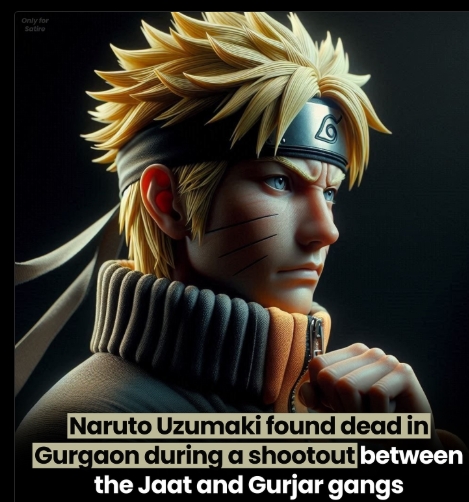 Only for
Satire
Naruto Uzumaki found dead in
Gurgaon during a shootout between
the Jaat and Gurjar gangs